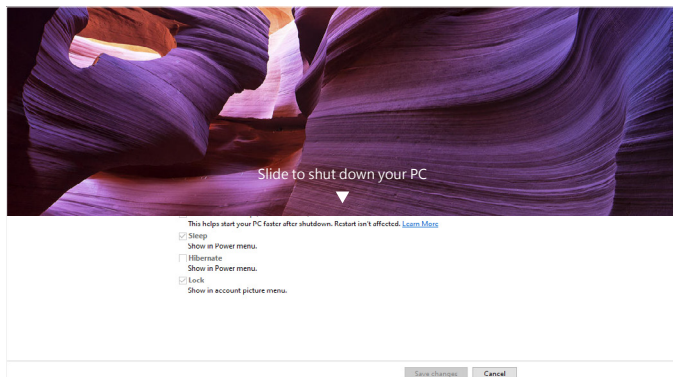 Slide to shut down your PC
This helps start your PC faster after shutdown. Restart isn't affected. Learn More
Sleep
Show in Power menu.
Hibernate
Show in Power menu.
Lock
Show in account picture menu.
Save changes Cancel